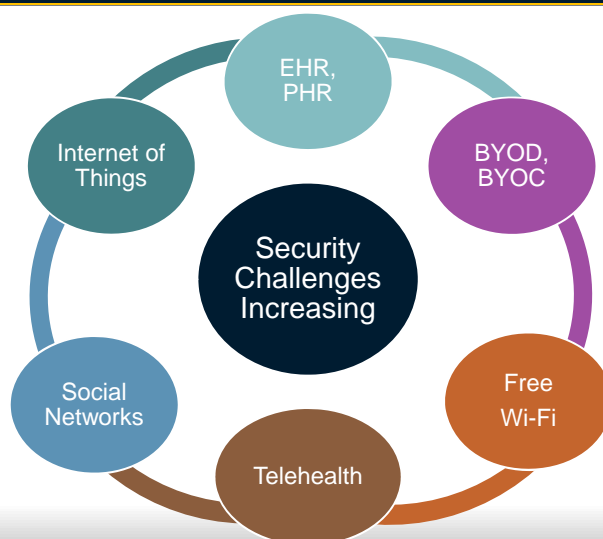 EHR,
PHR
BYOD,
BYOC
Free
Wi-Fi
Telehealth
Social
Networks
Internet of
Things
Security
Challenges
Increasing